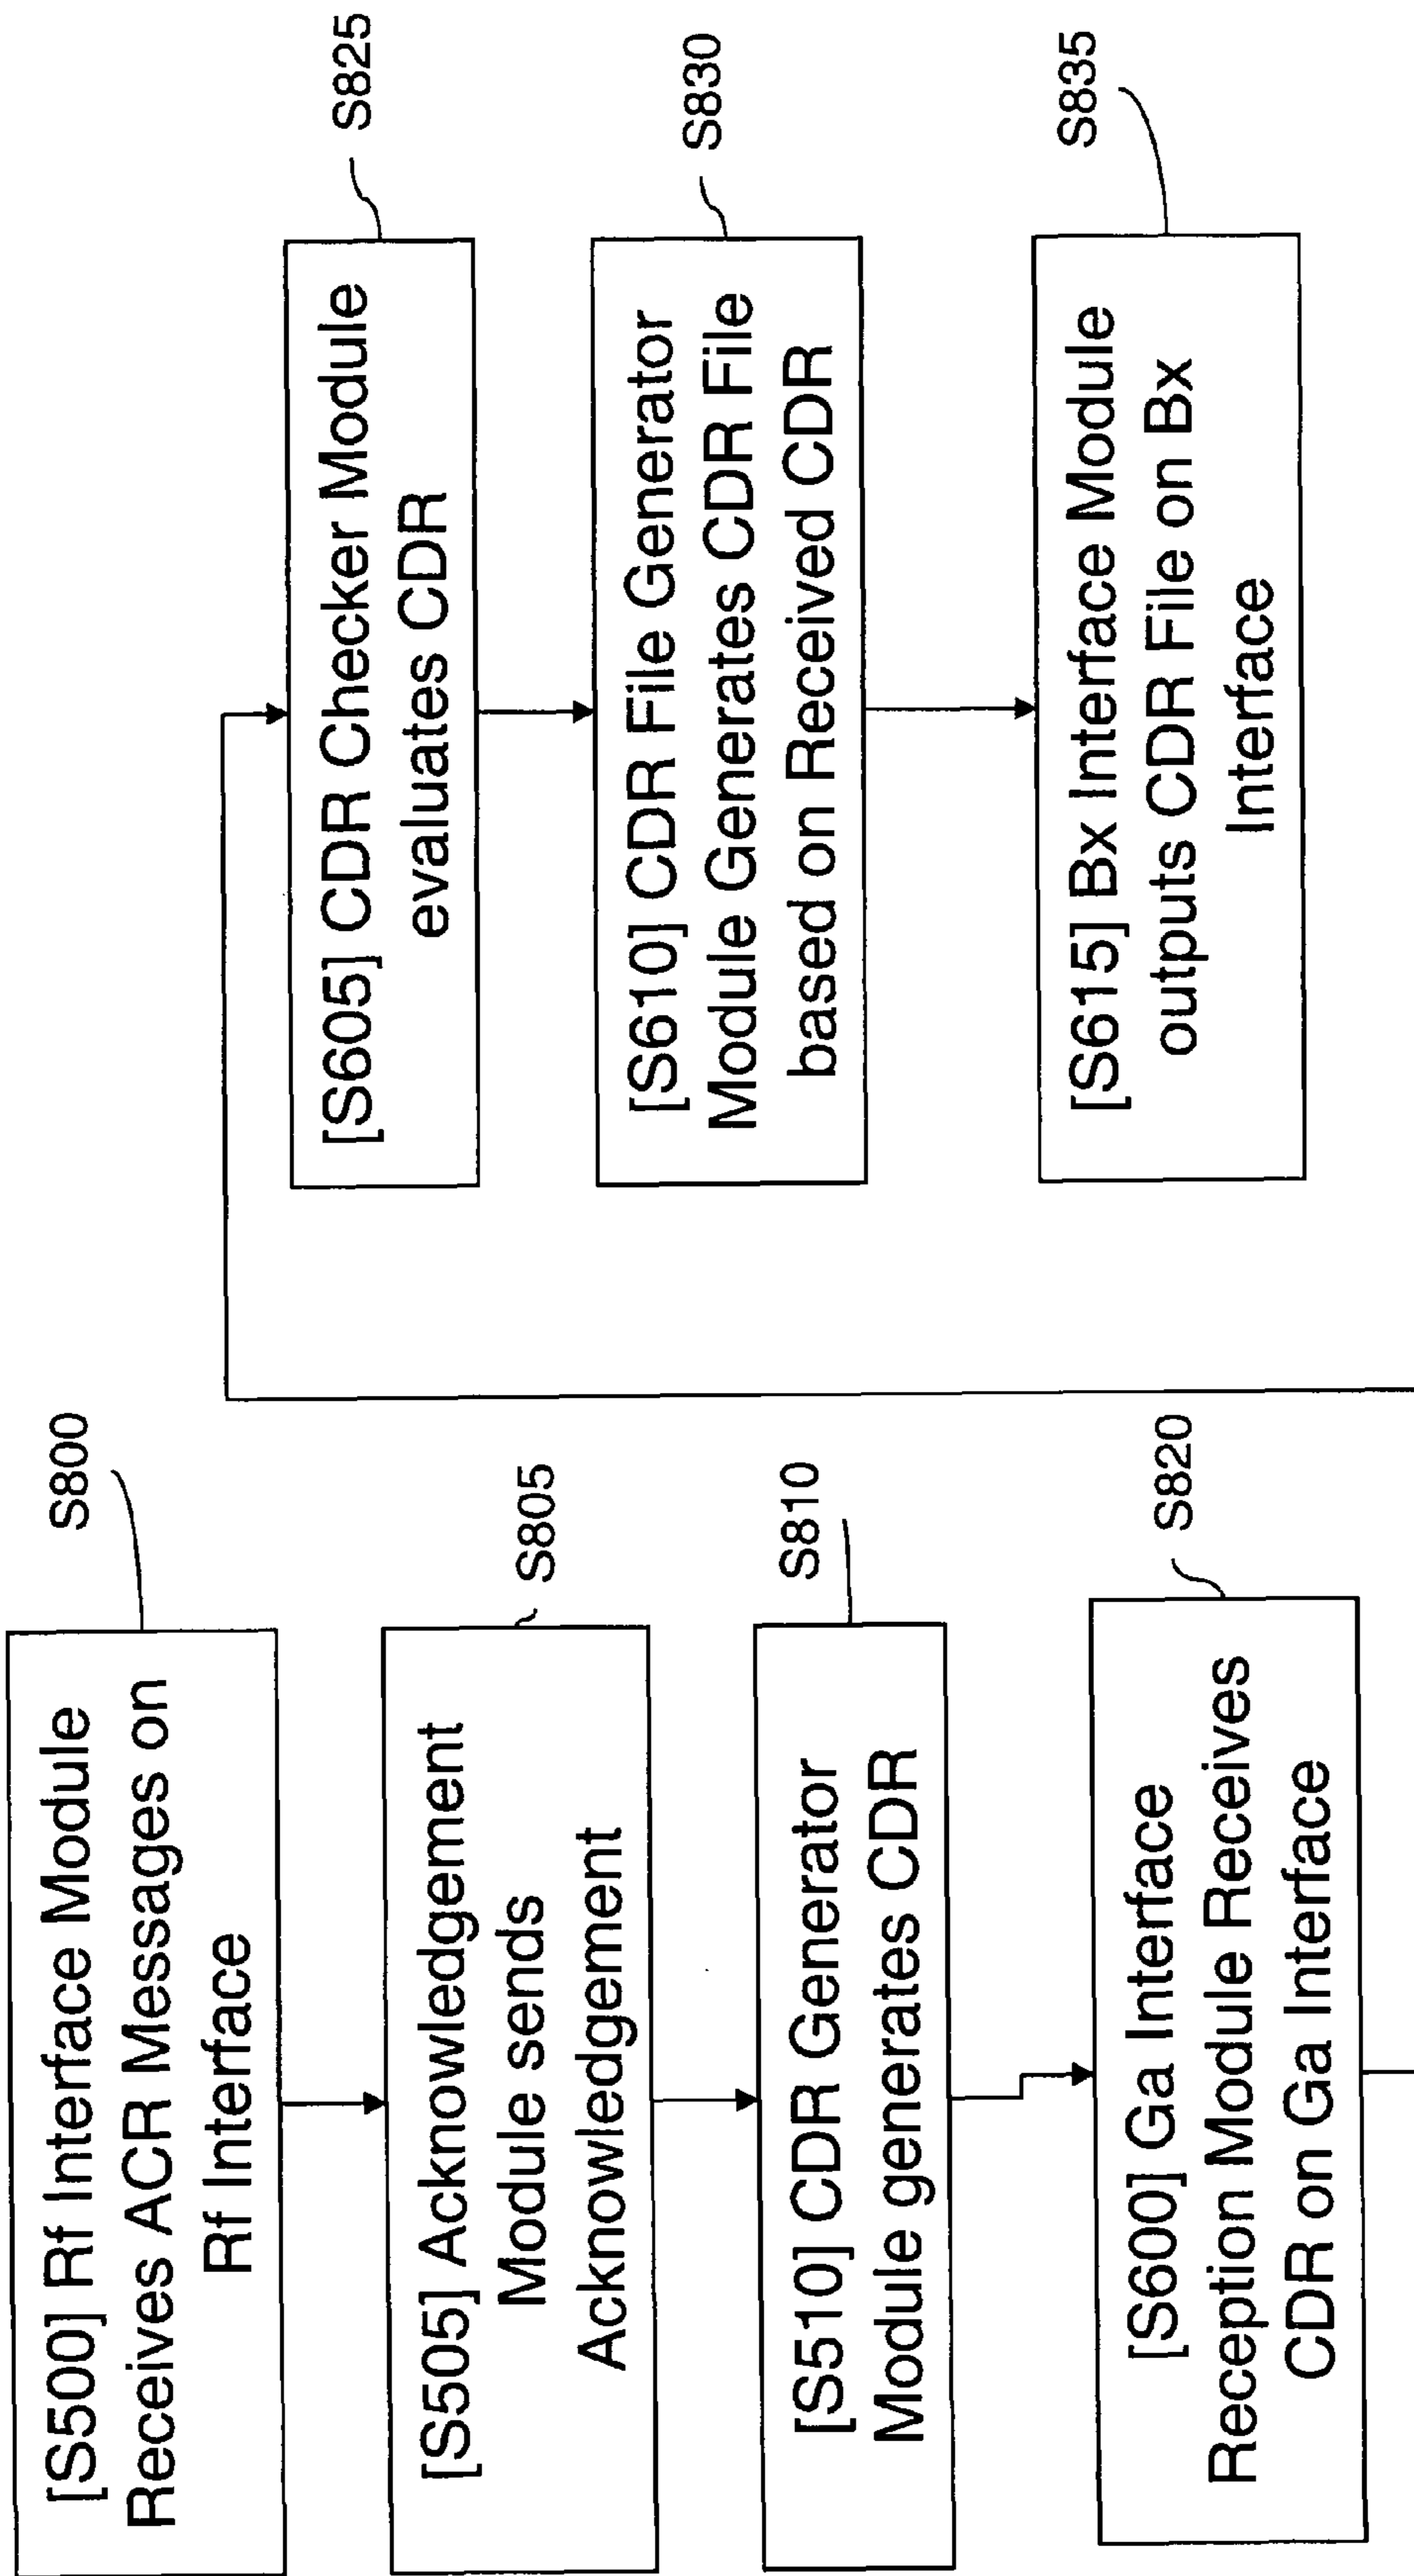 [S500] Rf Interface Module
Receives ACR Messages on
Rf Interface
S800
[S505] Acknowledgement
Module sends
Acknowledgement
S805
[S510] CDR Generator
Module generates CDR
S810
[S600] Ga Interface
Reception Module Receives
CDR on Ga Interface
S820
[S605] CDR Checker Module
evaluates CDR
S825
[S610] CDR File Generator
Module Generates CDR File
based on Received CDR
S830
[S615] Bx Interface Module
outputs CDR File on Bx
Interface
S835